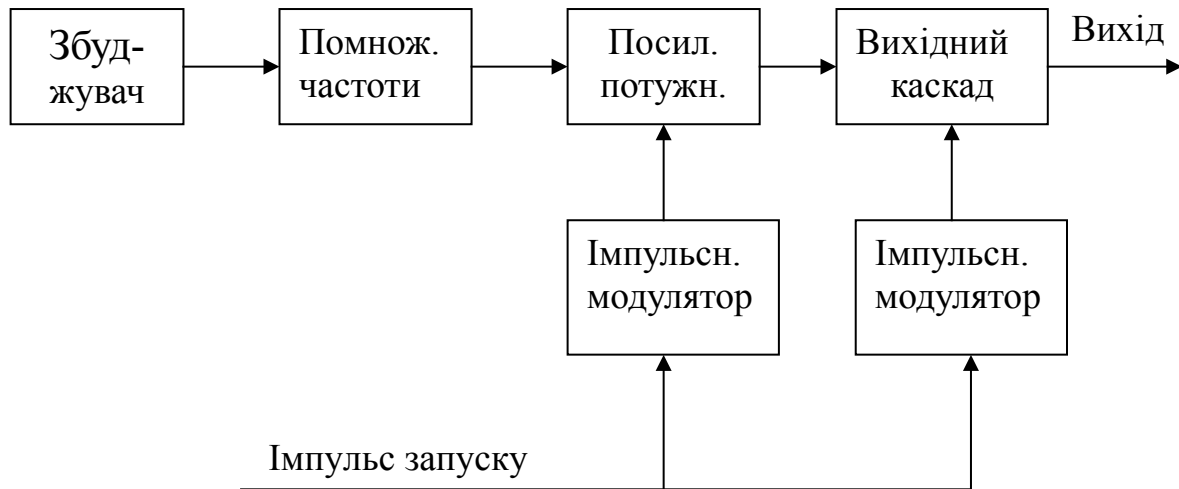 Збуд-
жувач
Помнож.
частоти
Посил.
потужн.
Вихідний
каскад
Вихід
Імпульсн.
модулятор
Імпульсн.
модулятор
Імпульс запуску